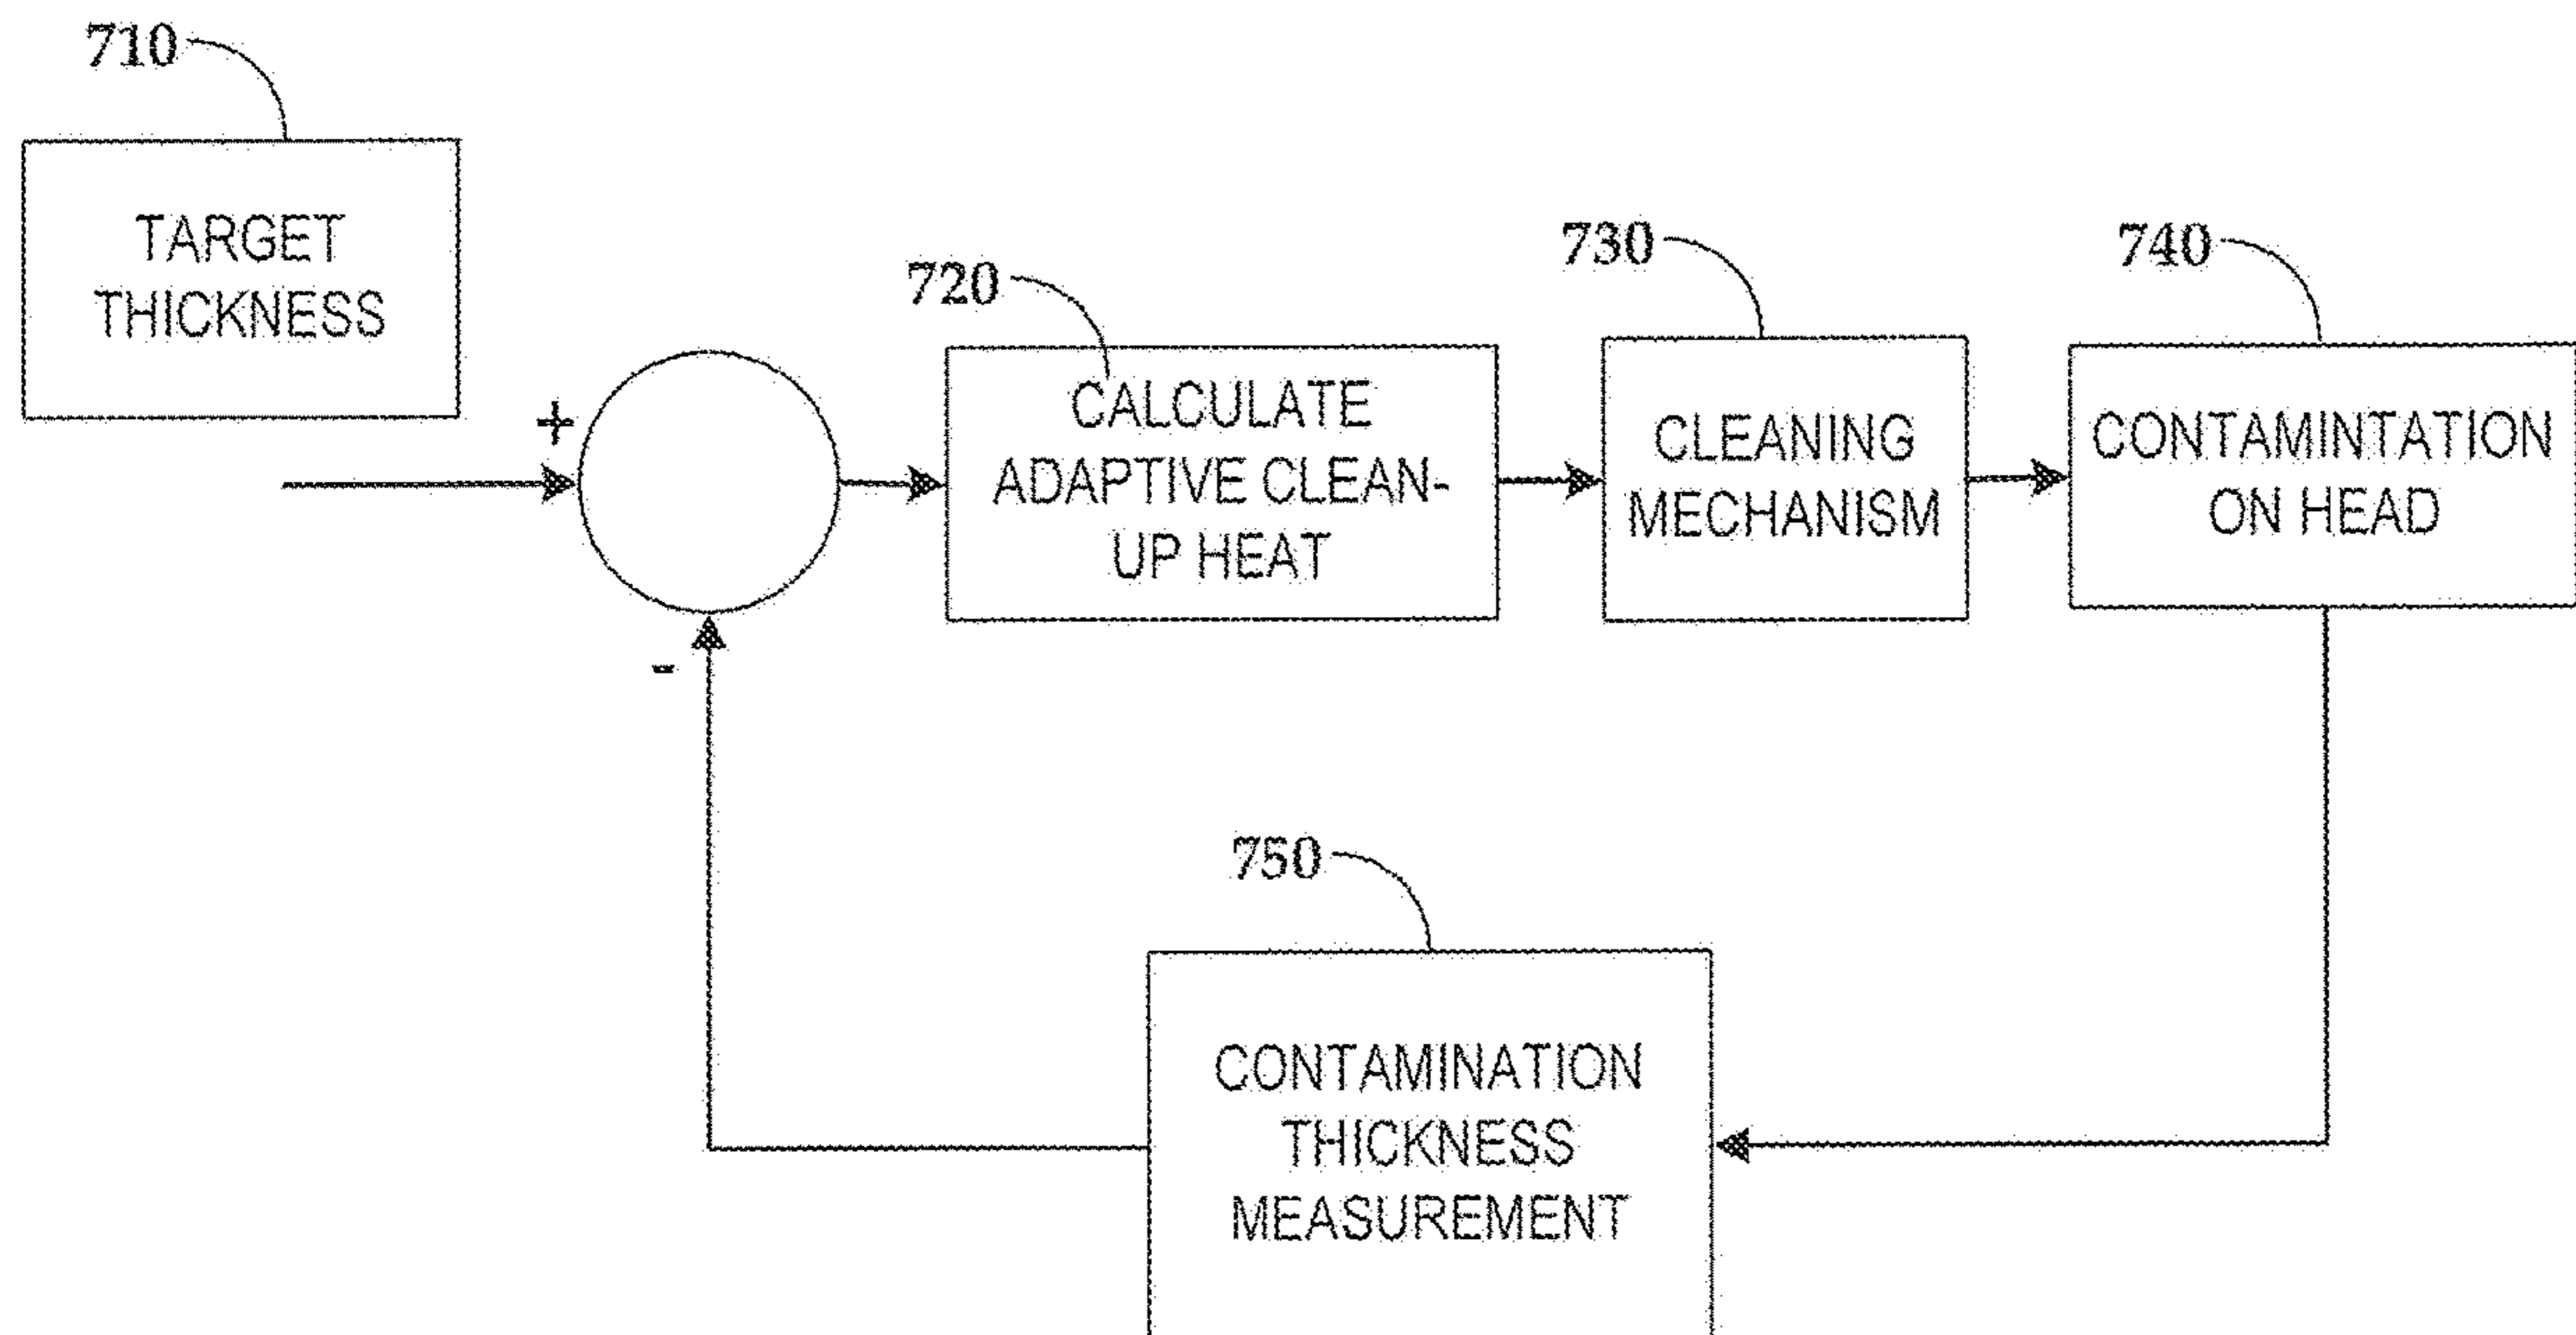 710
TARGET
THICKNESS
+
-
720
CALCULATE
ADAPTIVE CLEAN-
UP HEAT
730
CLEANING
MECHANISM
740
CONTAMINTATION
ON HEAD
750
CONTAMINATION
THICKNESS
MEASUREMENT